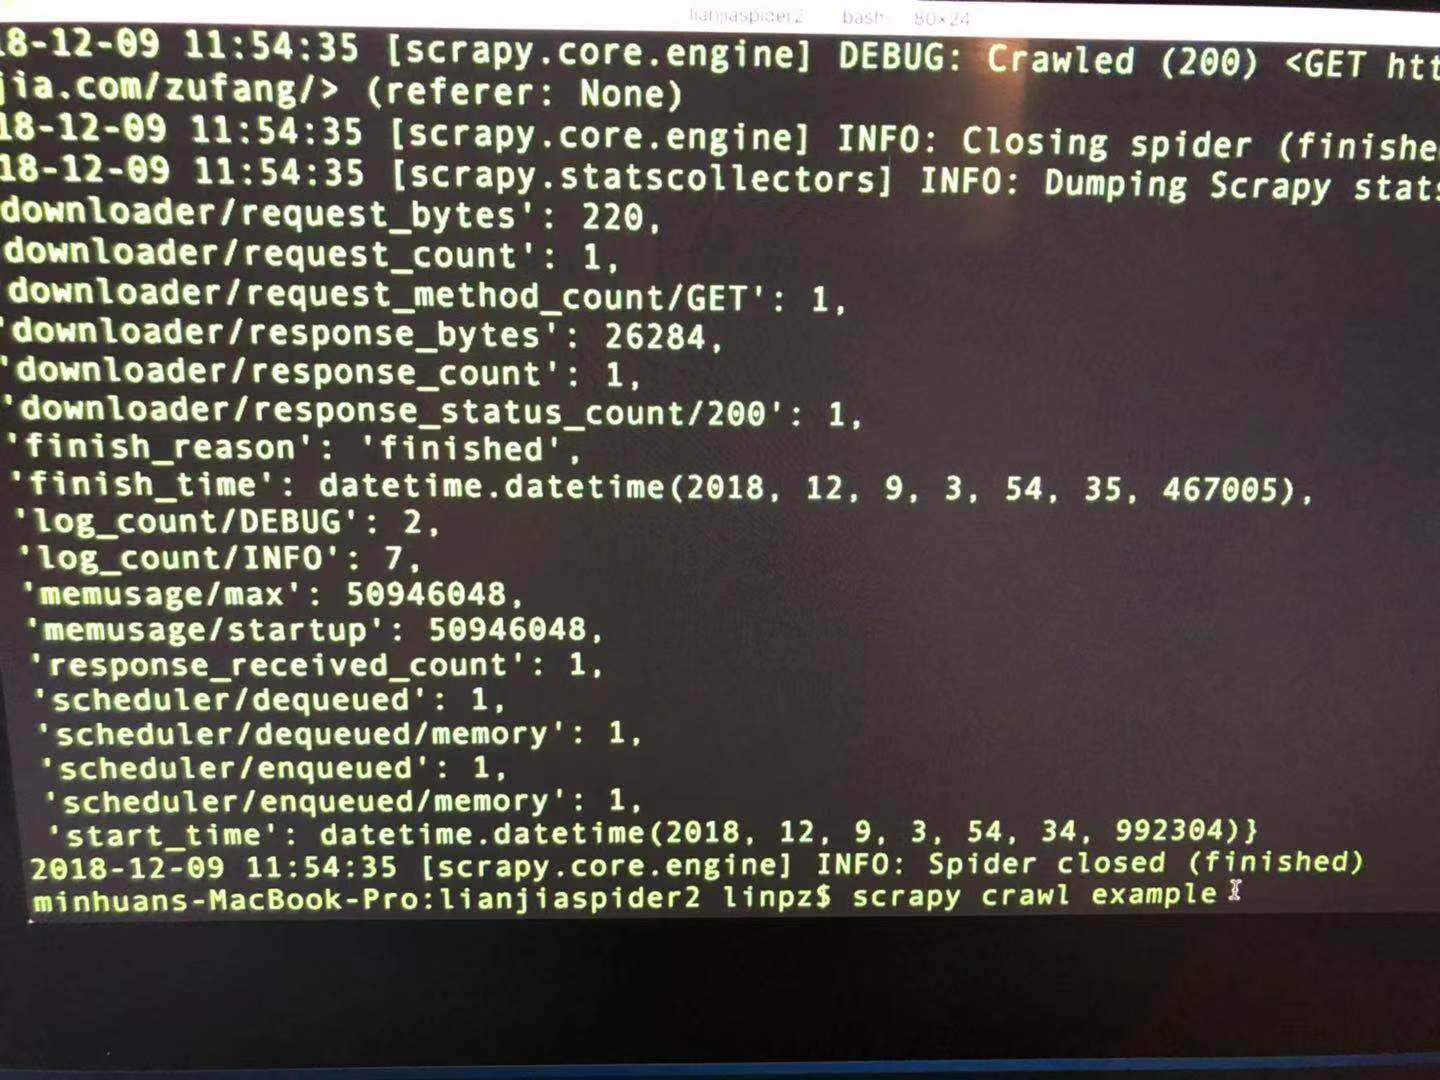 lianjiaspider2 bash 80×24
18-12-09 11:54:35 [scrapy.core.engine] DEBUG: Crawled (200) <GET htt
jia.com/zufang/> (referer: None)
18-12-09 11:54:35 [scrapy.core.engine] INFO: Closing spider (finishe
18-12-09 11:54:35 [scrapy.statscollectors] INFO: Dumping Scrapy stats
downloader/request_bytes': 220,
downloader/request_count': 1,
downloader/request_method_count/GET': 1,
'downloader/response_bytes': 26284,
'downloader/response_count': 1,
'downloader/response_status_count/200': 1,
'finish_reason': 'finished',
'finish_time': datetime.datetime(2018, 12, 9, 3, 54, 35, 467005),
'log_count/DEBUG': 2,
'log_count/INFO': 7,
'memusage/max': 50946048,
'memusage/startup': 50946048,
'response_received_count': 1,
'scheduler/dequeued': 1,
'scheduler/dequeued/memory': 1,
'scheduler/enqueued': 1,
'scheduler/enqueued/memory': 1,
'start_time': datetime.datetime(2018, 12, 9, 3, 54, 34, 992304)}
2018-12-09 11:54:35 [scrapy.core.engine] INFO: Spider closed (finished)
minhuans-MacBook-Pro:lianjiaspider2 linpz$ scrapy crawl example